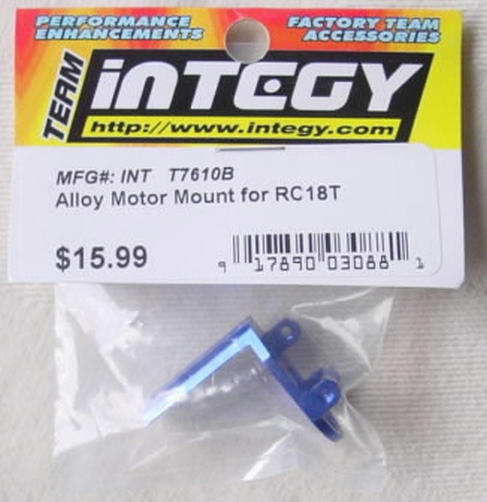 PERFORMANCE ENHANCEMENTS
FACTORY TEAM ACCESSORIES
TEAM
iNTEGY
http://www.integy.com
MFG#: INT T7610B
Alloy Motor Mount for RC18T
$15.99
9 17890 03088 1